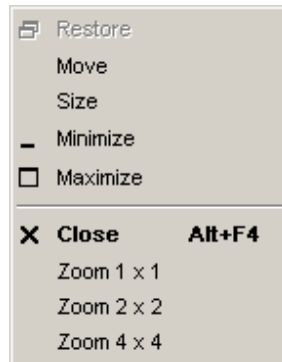 Restore
Move
Size
Minimize
Maximize
Close Alt+F4
Zoom 1 x 1
Zoom 2 x 2
Zoom 4 x 4